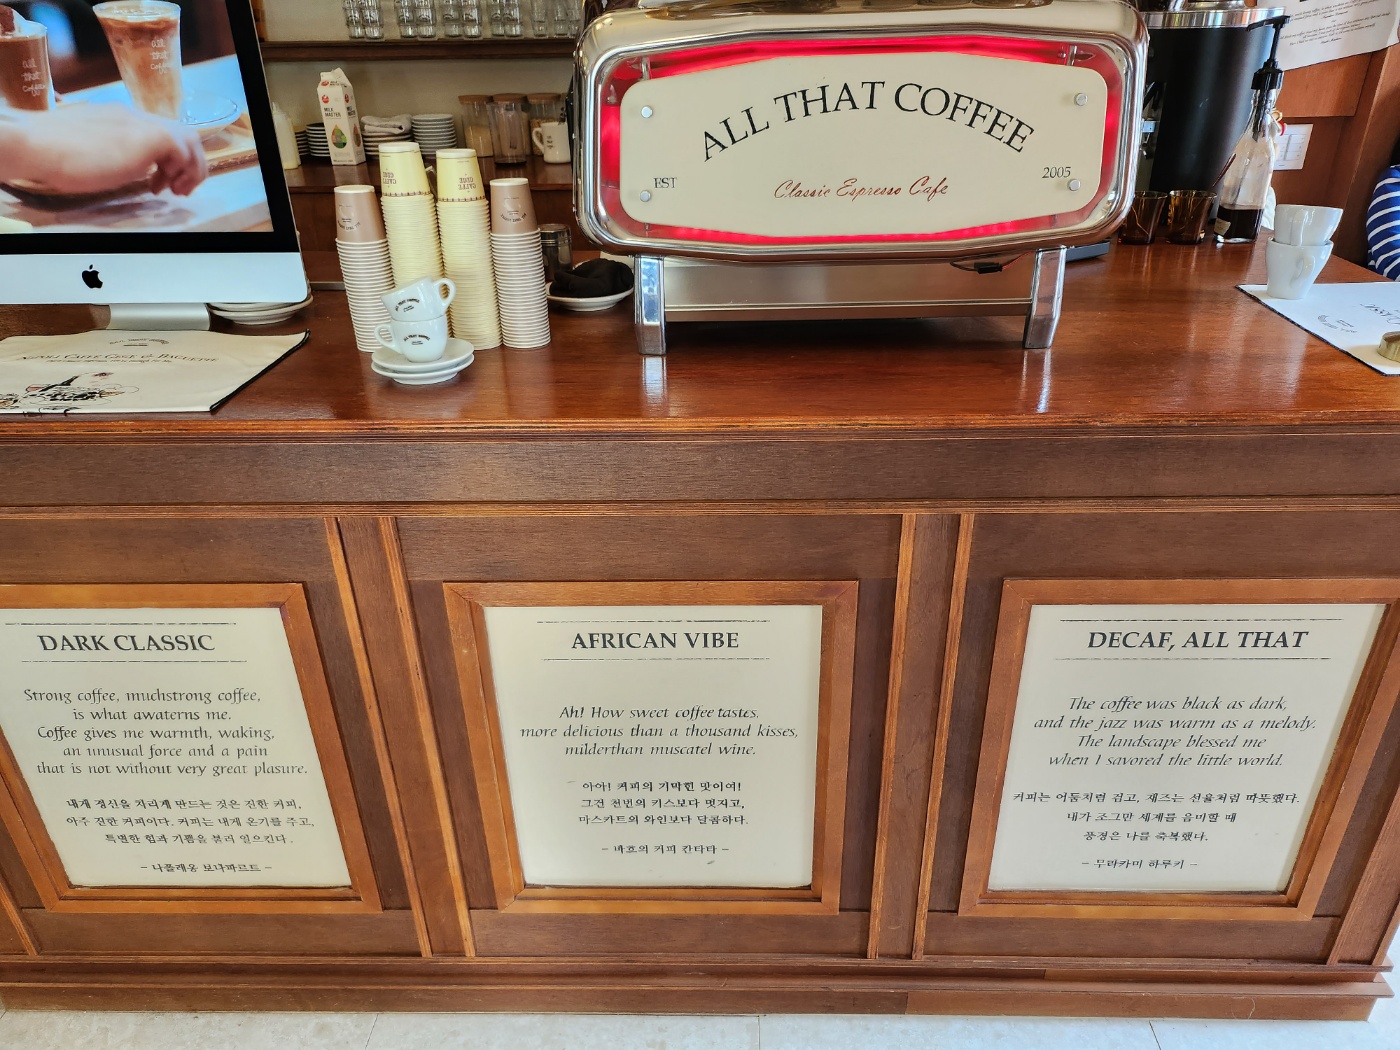 all
that
Coffee
all
that
Coffee
ALL THAT COFFEE
EST
2005
Classic Espresso Cafe
NAPOLI CAFFE CENE & BAGUETTE
DARK CLASSIC
Strong coffee, muchstrong coffee,
is what awaterns me.
Coffee gives me warmth, waking,
an unusual force and a pain
that is not without very great plasure.
내게 정신을 차리게 만드는 것은 진한 커피,
아주 진한 커피이다. 커피는 내게 온기를 주고,
특별한 힘과 기쁨을 불러 일으킨다.
- 나폴레옹 보나파르트 -
AFRICAN VIBE
Ah! How sweet coffee tastes.
more delicious than a thousand kisses,
milderthan muscatel wine.
아아! 커피의 기막힌 맛이여!
그건 천번의 키스보다 멋지고,
마스카트의 와인보다 달콤하다.
- 바흐의 커피 칸타타 -
DECAF, ALL THAT
The coffee was black as dark,
and the jazz was warm as a melody.
The landscape blessed me
when I savored the little world.
커피는 어둠처럼 검고, 재즈는 선율처럼 따뜻했다.
내가 조그만 세계를 음미할 때
풍경은 나를 축복했다.
- 무라카미 하루키 -